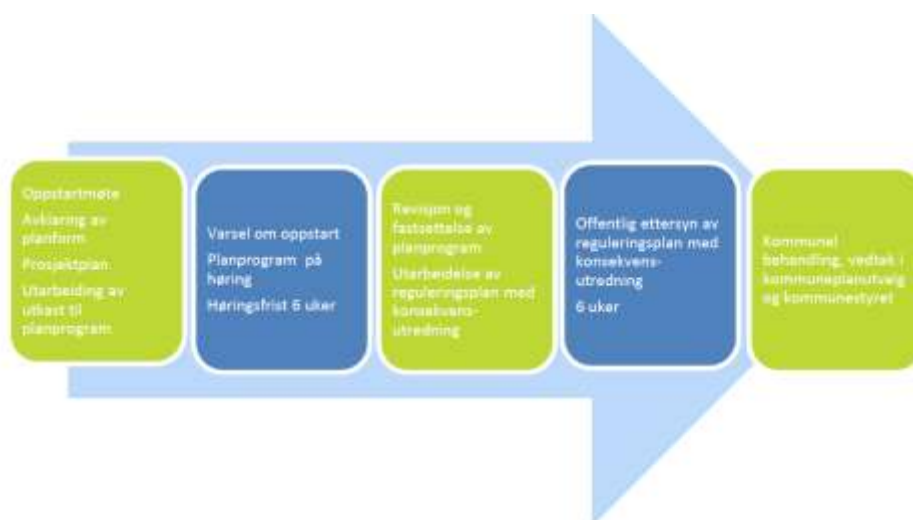 Oppstartmøte
Avklaring av
planform
Prosjektplan
Utarbeiding av
utkast til
planprogram
Varsel om oppstart
Planprogram på
høring
Høringsfrist 6 uker
Revisjon og
fastsettelse av
planprogram
Utarbeidelse av
reguleringsplan med
konsekvens-
utredning
Offentlig ettersyn av
reguleringsplan med
konsekvens-
utredning
6 uker
Kommunel
behandling, vedtak i
kommuneplanutvalg
og kommunestyret